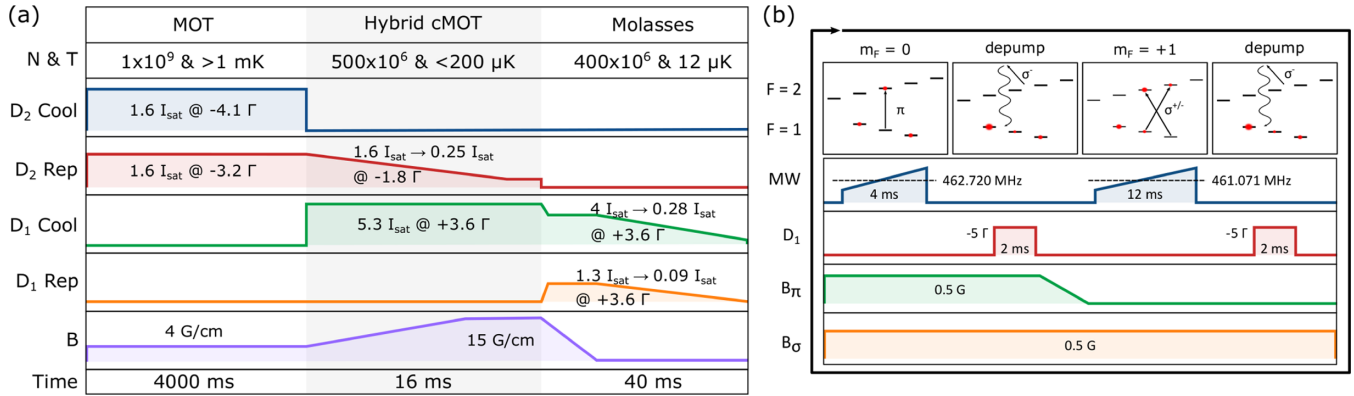 (a)
MOT Hybrid cMOT Molasses
N & T 1x10⁹ & >1 mK 500x10⁶ & <200 µK 400x10⁶ & 12 µK
D₂ Cool 1.6 I_sat @ -4.1 Γ
D₂ Rep 1.6 I_sat @ -3.2 Γ 1.6 I_sat → 0.25 I_sat
@ -1.8 Γ
D₁ Cool 5.3 I_sat @ +3.6 Γ 4 I_sat → 0.28 I_sat
@ +3.6 Γ
D₁ Rep 1.3 I_sat → 0.09 I_sat
@ +3.6 Γ
B 4 G/cm 15 G/cm
Time 4000 ms 16 ms 40 ms
(b)
m_F = 0 depump m_F = +1 depump
F = 2 π σ⁻ σ⁺/⁻ σ⁻
F = 1
MW 462.720 MHz 461.071 MHz
4 ms 12 ms
D₁ -5 Γ -5 Γ
2 ms 2 ms
B_π 0.5 G
B_σ 0.5 G